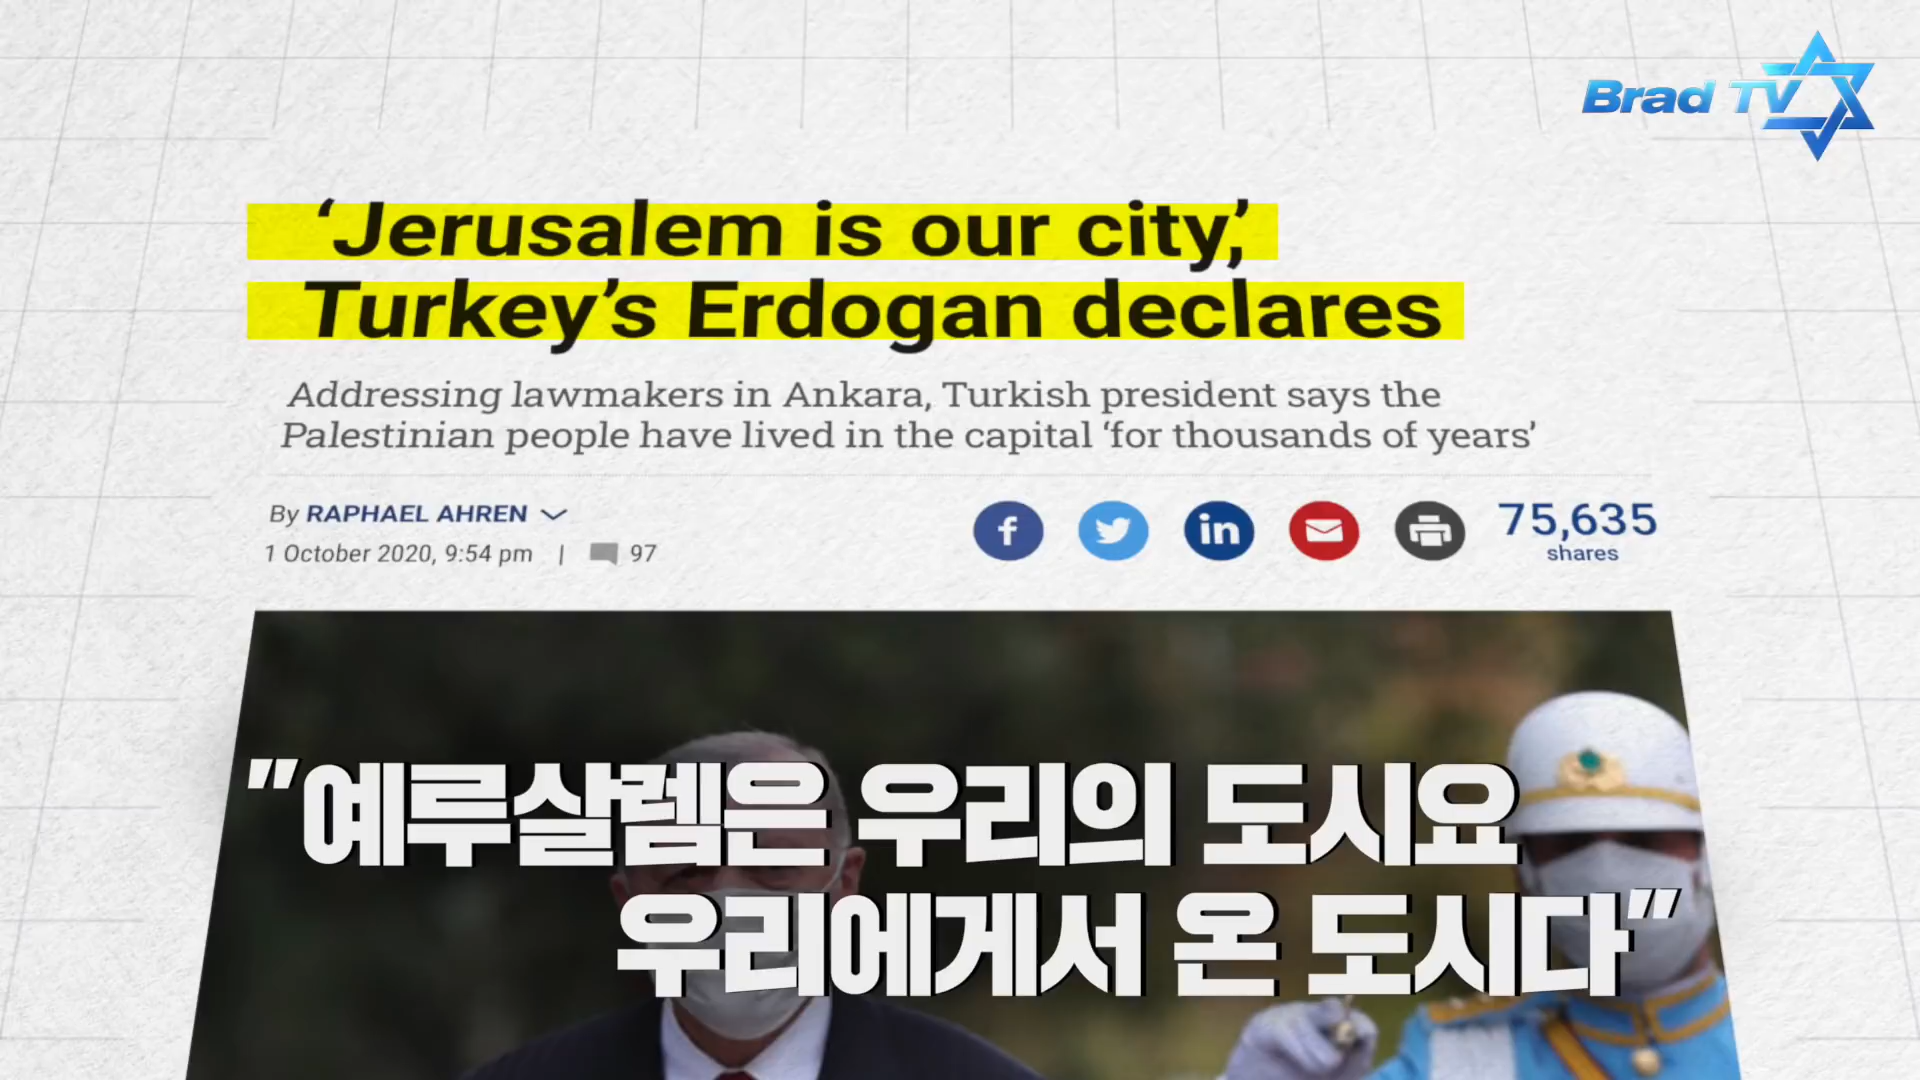 Brad TV
‘Jerusalem is our city,’
Turkey’s Erdogan declares
Addressing lawmakers in Ankara, Turkish president says the
Palestinian people have lived in the capital ‘for thousands of years’
By RAPHAEL AHREN
1 October 2020, 9:54 pm | 97
f in 75,635
shares
"예루살렘은 우리의 도시요
우리에게서 온 도시다"